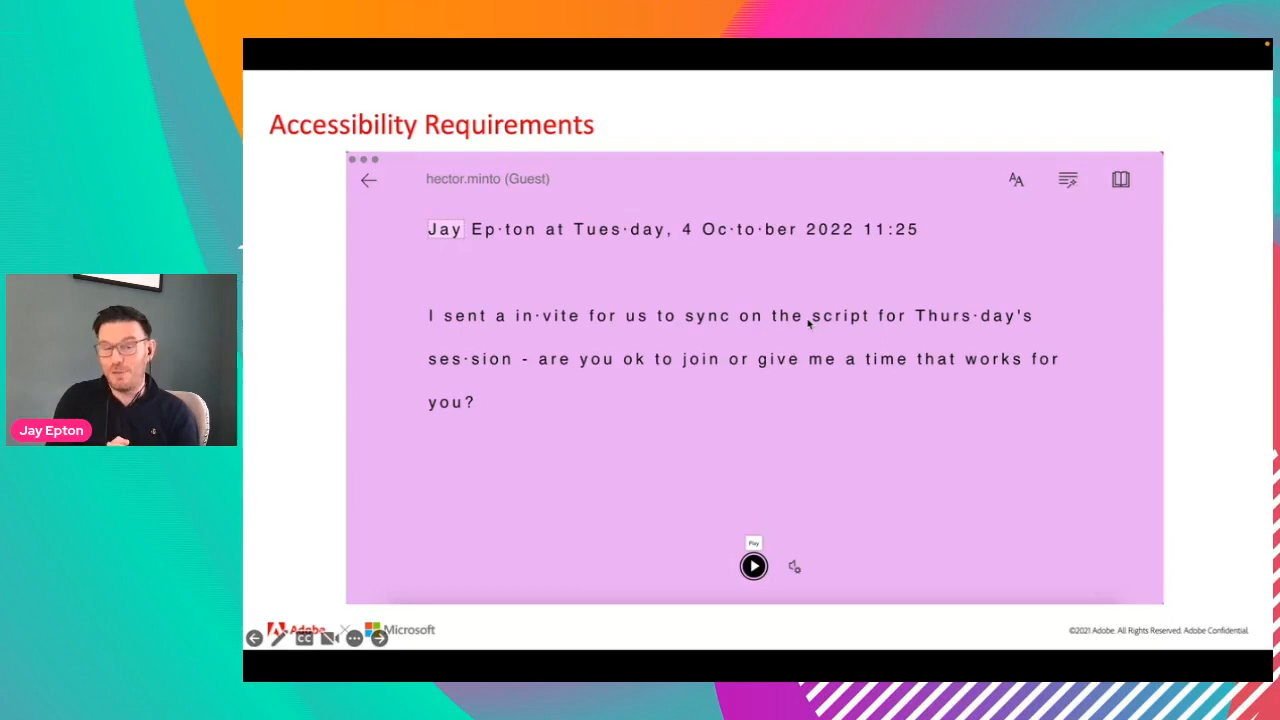 Accessibility Requirements
hector.minto (Guest)
AA
Jay Ep·ton at Tues·day, 4 Oc·to·ber 2022 11:25
I sent a in·vite for us to sync on the script for Thurs·day's
ses·sion - are you ok to join or give me a time that works for
you?
Play
Jay Epton
Adobe
CC
Microsoft
©2021 Adobe. All Rights Reserved. Adobe Confidential.